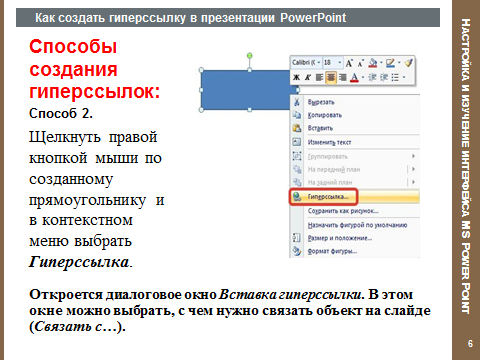 Как создать гиперссылку в презентации PowerPoint
Способы
создания
гиперссылок:
Способ 2.
Щелкнуть правой
кнопкой мыши по
созданному
прямоугольнику и
в контекстном
меню выбрать
Гиперссылка.
Calibri (
18
Ж К
Вырезать
Копировать
Вставить
Изменить текст
Группировать
На передний план
На задний план
Гиперссылка...
Сохранить как рисунок...
Назначить фигурой по умолчанию
Размер и положение...
Формат фигуры...
Откроется диалоговое окно Вставка гиперссылки. В этом
окне можно выбрать, с чем нужно связать объект на слайде
(Связать с…).
Настройка и изучение интерфейса MS Power Point
6